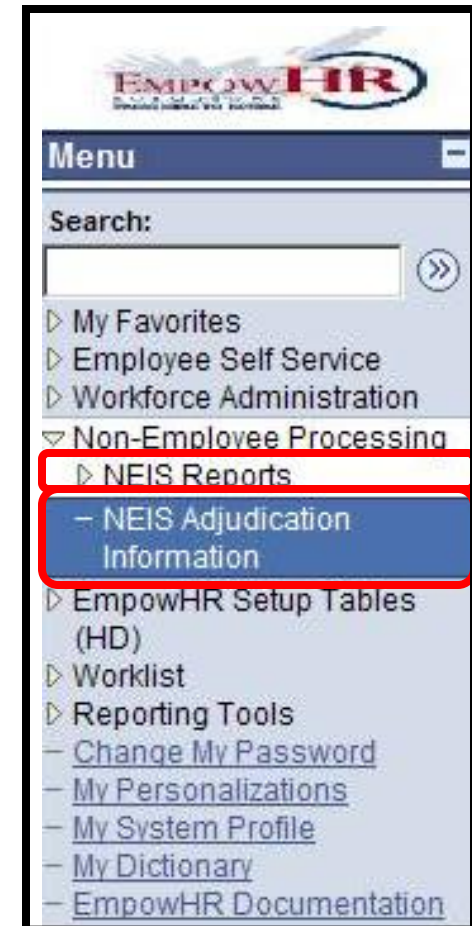 EMPOWHR
Menu
Search:
My Favorites
Employee Self Service
Workforce Administration
Non-Employee Processing
NEIS Reports
NEIS Adjudication
Information
EmpowHR Setup Tables
(HD)
Worklist
Reporting Tools
Change My Password
My Personalizations
My System Profile
My Dictionary
EmpowHR Documentation